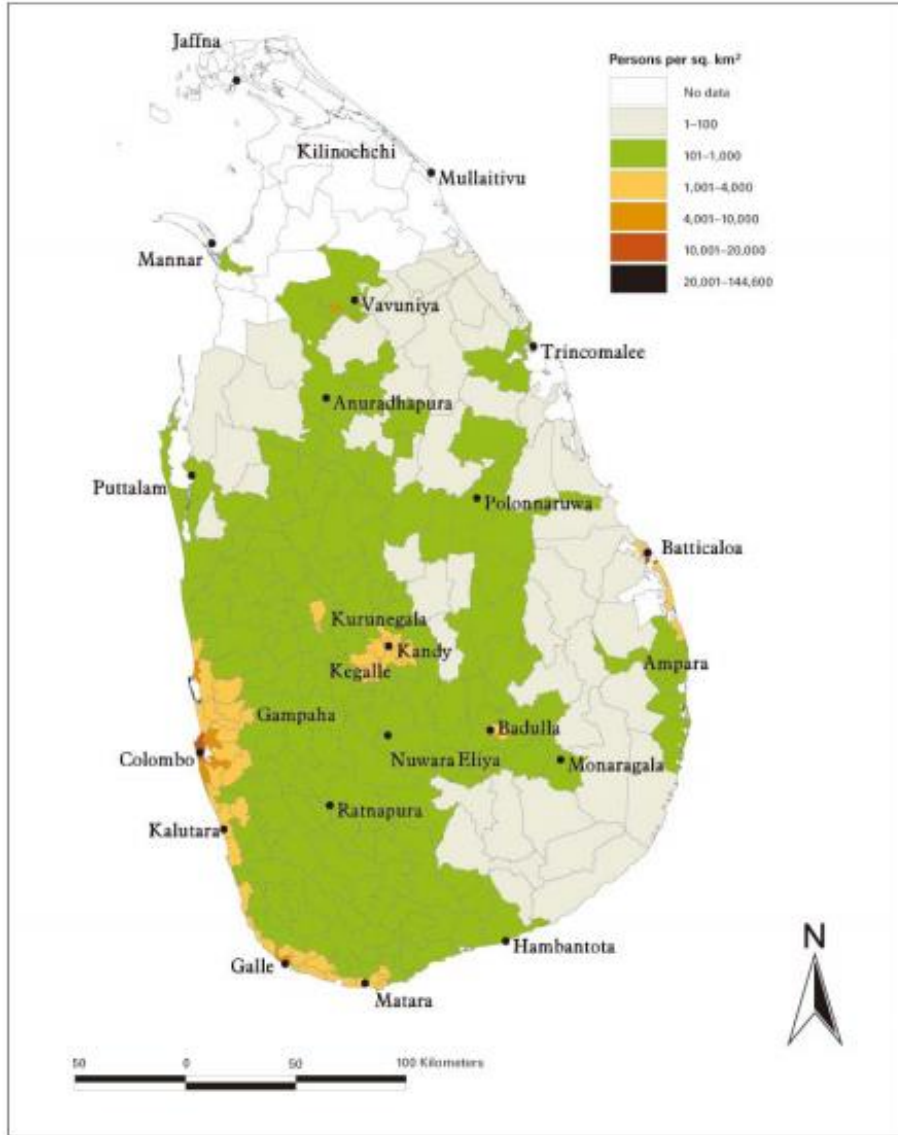 Jaffna
Persons per sq. km²
No data
1–100
101–1,000
1,001–4,000
4,001–10,000
10,001–20,000
20,001–144,600
Kilinochchi
Mullaitivu
Mannar
Vavuniya
Trincomalee
Anuradhapura
Puttalam
Polonnaruwa
Batticaloa
Kurunegala
Kandy
Kegalle
Ampara
Gampaha
Badulla
Colombo
Nuwara Eliya
Monaragala
Ratnapura
Kalutara
N
Hambantota
Galle
Matara
50 0 50 100 Kilometers